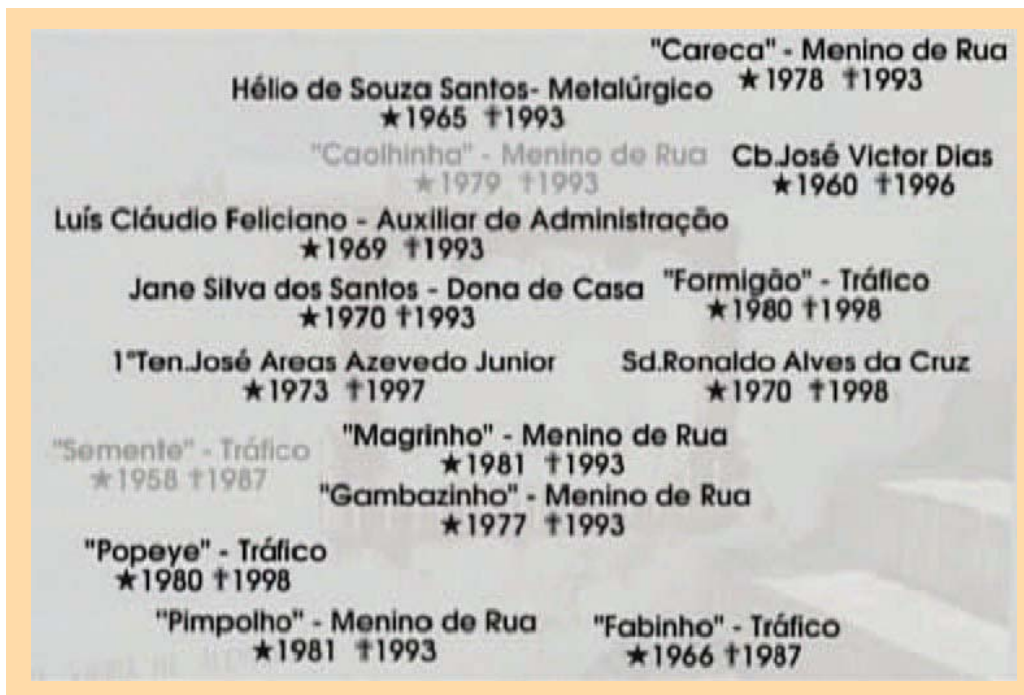 "Careca" - Menino de Rua
★1978 †1993
Hélio de Souza Santos- Metalúrgico
★1965 †1993
"Caolhinha" - Menino de Rua
★1979 †1993
Cb.José Victor Dias
★1960 †1996
Luís Cláudio Feliciano - Auxiliar de Administração
★1969 †1993
Jane Silva dos Santos - Dona de Casa
★1970 †1993
"Formigão" - Tráfico
★1980 †1998
1ºTen.José Areas Azevedo Junior
★1973 †1997
Sd.Ronaldo Alves da Cruz
★1970 †1998
"Semente" - Tráfico
★1958 †1987
"Magrinho" - Menino de Rua
★1981 †1993
"Gambazinho" - Menino de Rua
★1977 †1993
"Popeye" - Tráfico
★1980 †1998
"Pimpolho" - Menino de Rua
★1981 †1993
"Fabinho" - Tráfico
★1966 †1987